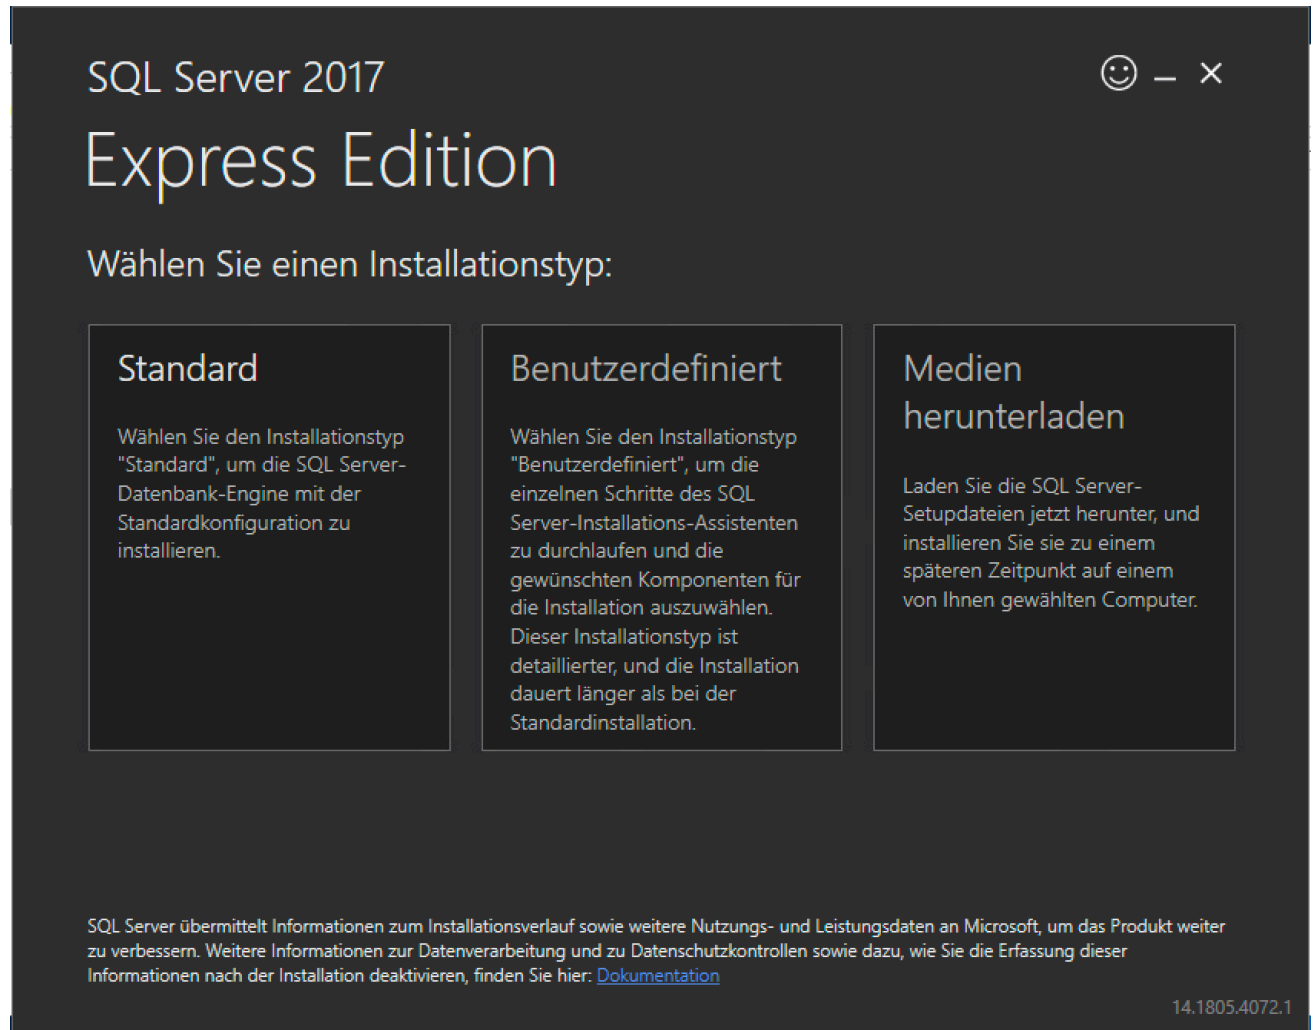 SQL Server 2017
Express Edition
Wählen Sie einen Installationstyp:
Standard
Wählen Sie den Installationstyp
"Standard", um die SQL Server-
Datenbank-Engine mit der
Standardkonfiguration zu
installieren.
Benutzerdefiniert
Wählen Sie den Installationstyp
"Benutzerdefiniert", um die
einzelnen Schritte des SQL
Server-Installations-Assistenten
zu durchlaufen und die
gewünschten Komponenten für
die Installation auszuwählen.
Dieser Installationstyp ist
detaillierter, und die Installation
dauert länger als bei der
Standardinstallation.
Medien
herunterladen
Laden Sie die SQL Server-
Setupdateien jetzt herunter, und
installieren Sie sie zu einem
späteren Zeitpunkt auf einem
von Ihnen gewählten Computer.
SQL Server übermittelt Informationen zum Installationsverlauf sowie weitere Nutzungs- und Leistungsdaten an Microsoft, um das Produkt weiter
zu verbessern. Weitere Informationen zur Datenverarbeitung und zu Datenschutzkontrollen sowie dazu, wie Sie die Erfassung dieser
Informationen nach der Installation deaktivieren, finden Sie hier: Dokumentation
14.1805.4072.1